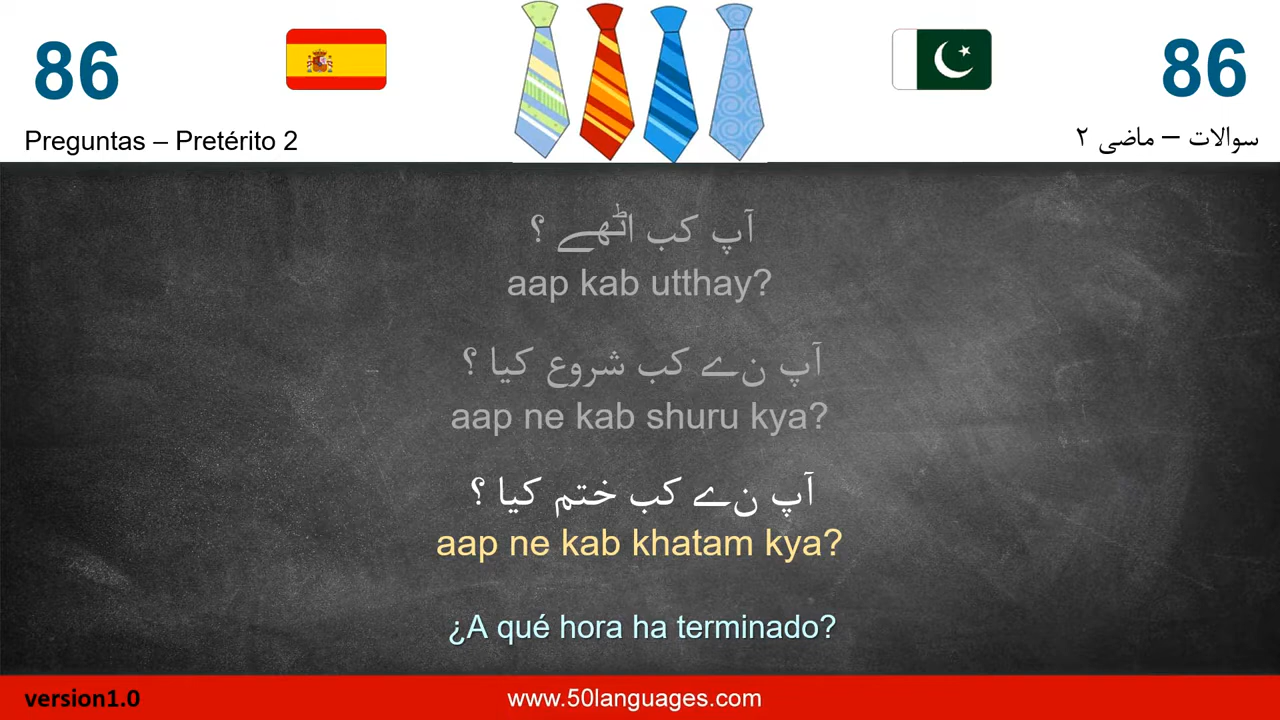 86
86
Preguntas – Pretérito 2
سوالات – ماضی ۲
آپ کب اٹھے ؟
aap kab utthay?
آپ نے کب شروع کیا ؟
aap ne kab shuru kya?
آپ نے کب ختم کیا ؟
aap ne kab khatam kya?
¿A qué hora ha terminado?
version1.0
www.50languages.com